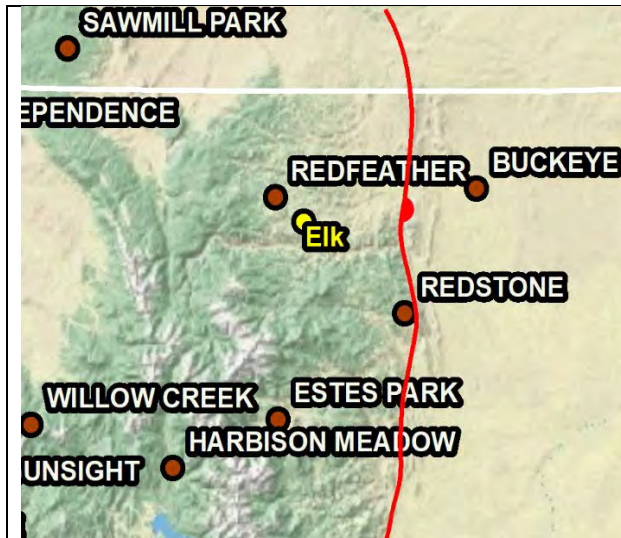 SAWMILL PARK
EPENDENCE
REDFEATHER
BUCKEYE
Elk
REDSTONE
WILLOW CREEK
ESTES PARK
HARBISON MEADOW
UNSIGHT